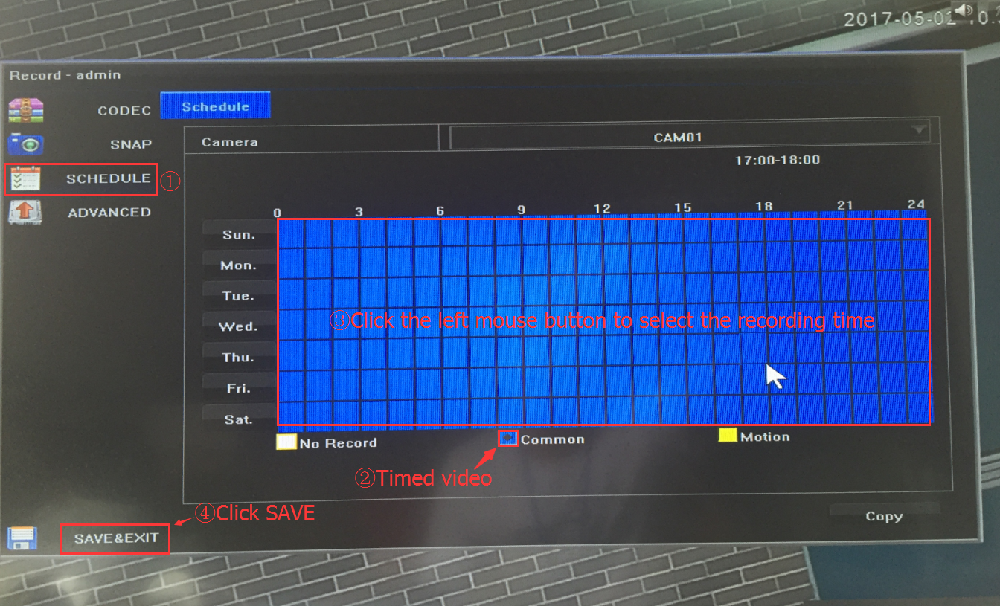 2017-05-02
Record - admin
CODEC
Schedule
SNAP
Camera
CAM01
SCHEDULE ①
17:00-18:00
ADVANCED
0 3 6 9 12 15 18 21 24
Sun.
Mon.
Tue.
Wed.
③Click the left mouse button to select the recording time
Thu.
Fri.
Sat.
No Record
Common
Motion
②Timed video
④Click SAVE
Copy
SAVE&EXIT